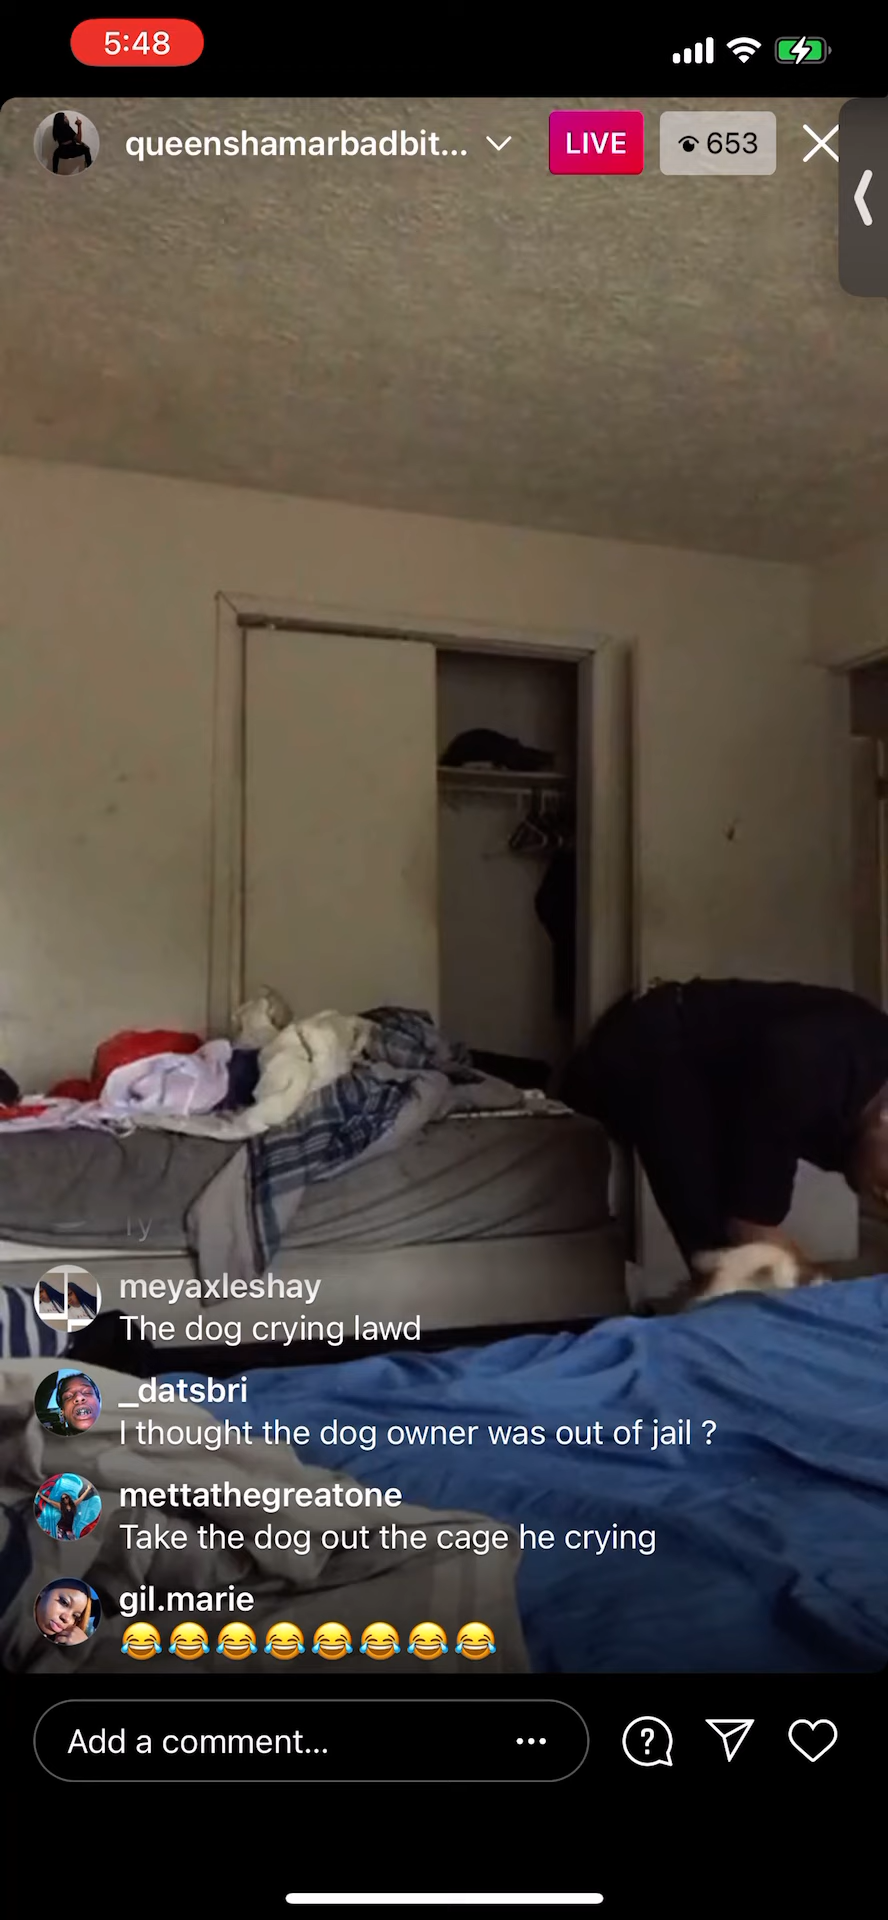 5:48
queenshamarbadbit...
LIVE
653
meyaxleshay
The dog crying lawd
_datsbri
I thought the dog owner was out of jail ?
mettathegreatone
Take the dog out the cage he crying
gil.marie
😂😂😂😂😂😂😂😂
Add a comment...